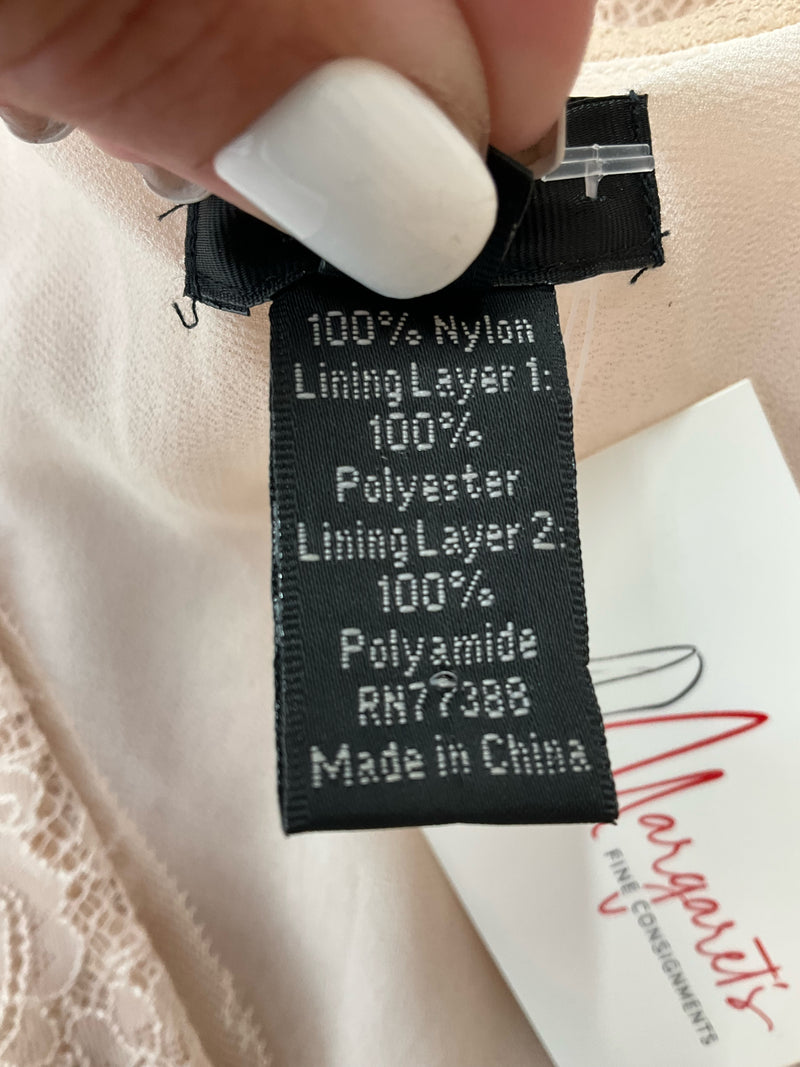 100% Nylon
Lining Layer 1:
100%
Polyester
Lining Layer 2:
100%
Polyamide
RN77388
Made in China
Margaret's
FINE CONSIGNMENTS